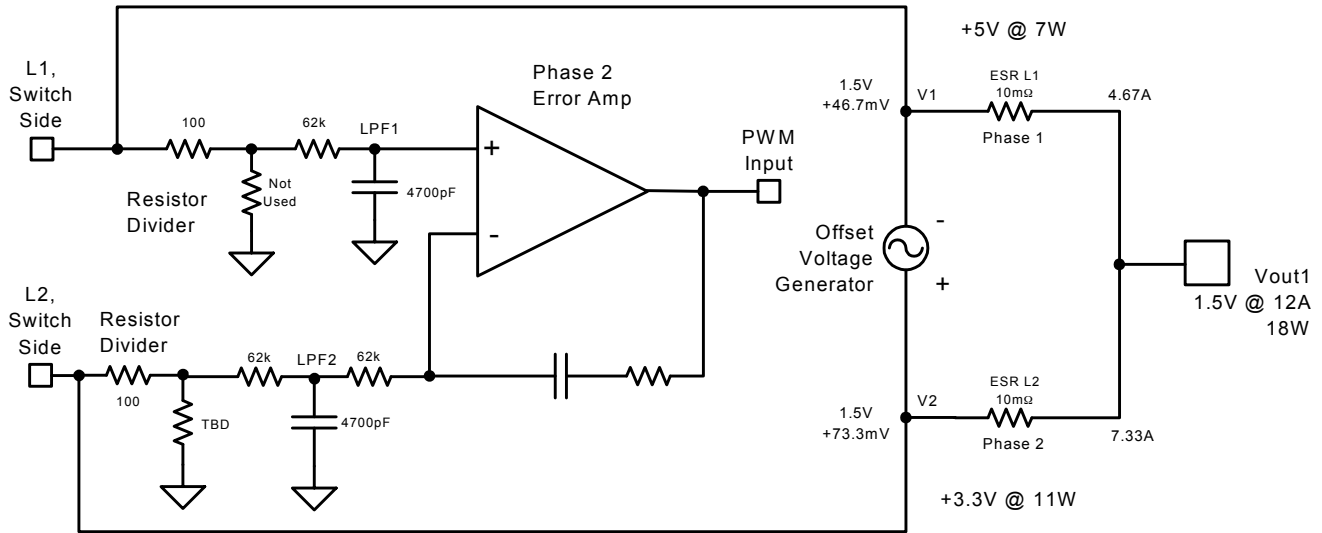 +5V @ 7W
L1,
Switch
Side
Phase 2
Error Amp
1.5V
+46.7mV
V1
ESR L1
10mΩ
4.67A
Phase 1
100
62k
LPF1
+
PWM
Input
Not
Used
4700pF
Resistor
Divider
-
Offset
Voltage
Generator
-
+
Vout1
1.5V @ 12A
18W
L2,
Switch
Side
Resistor
Divider
62k
LPF2
62k
100
TBD
4700pF
1.5V
+73.3mV
V2
ESR L2
10mΩ
Phase 2
7.33A
+3.3V @ 11W